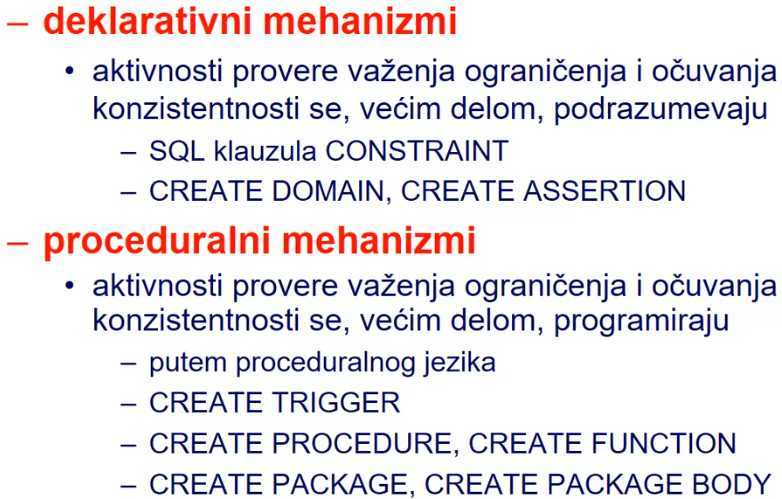 – deklarativni mehanizmi
• aktivnosti provere važenja ograničenja i očuvanja
konzistentnosti se, većim delom, podrazumevaju
– SQL klauzula CONSTRAINT
– CREATE DOMAIN, CREATE ASSERTION
– proceduralni mehanizmi
• aktivnosti provere važenja ograničenja i očuvanja
konzistentnosti se, većim delom, programiraju
– putem proceduralnog jezika
– CREATE TRIGGER
– CREATE PROCEDURE, CREATE FUNCTION
– CREATE PACKAGE, CREATE PACKAGE BODY